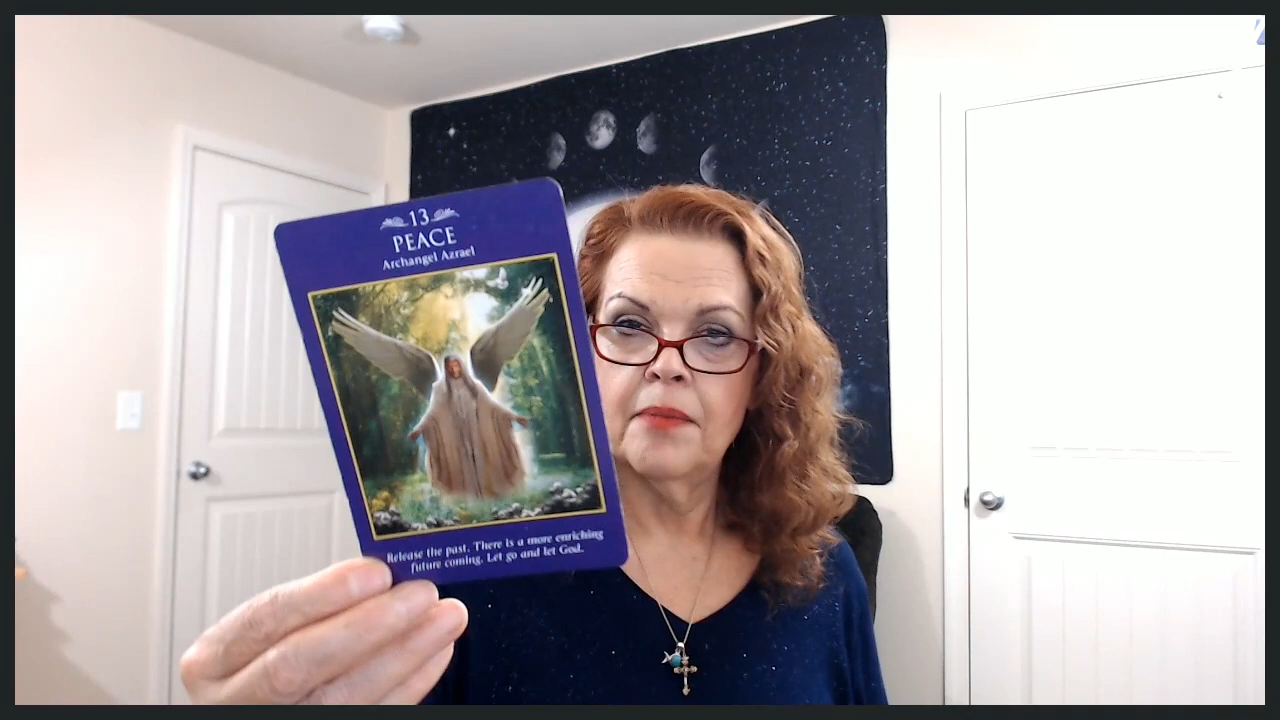 13
PEACE
Archangel Azrael
Release the past. There is a more enriching
future coming. Let go and let God.